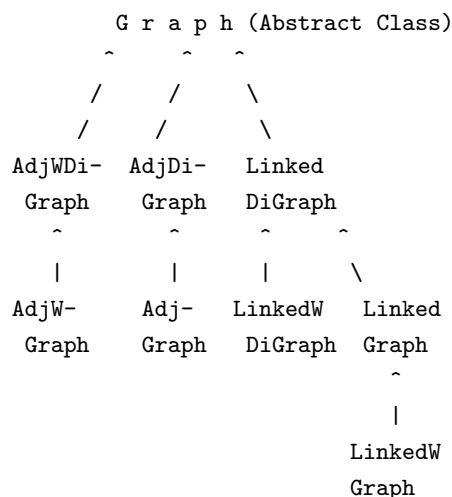 G r a p h (Abstract Class)
^ ^ ^
/ / \
/ / \
AdjWDi- AdjDi- Linked
Graph Graph DiGraph
^ ^ ^ ^
| | | \
AdjW- Adj- LinkedW Linked
Graph Graph DiGraph Graph
^
|
LinkedW
Graph